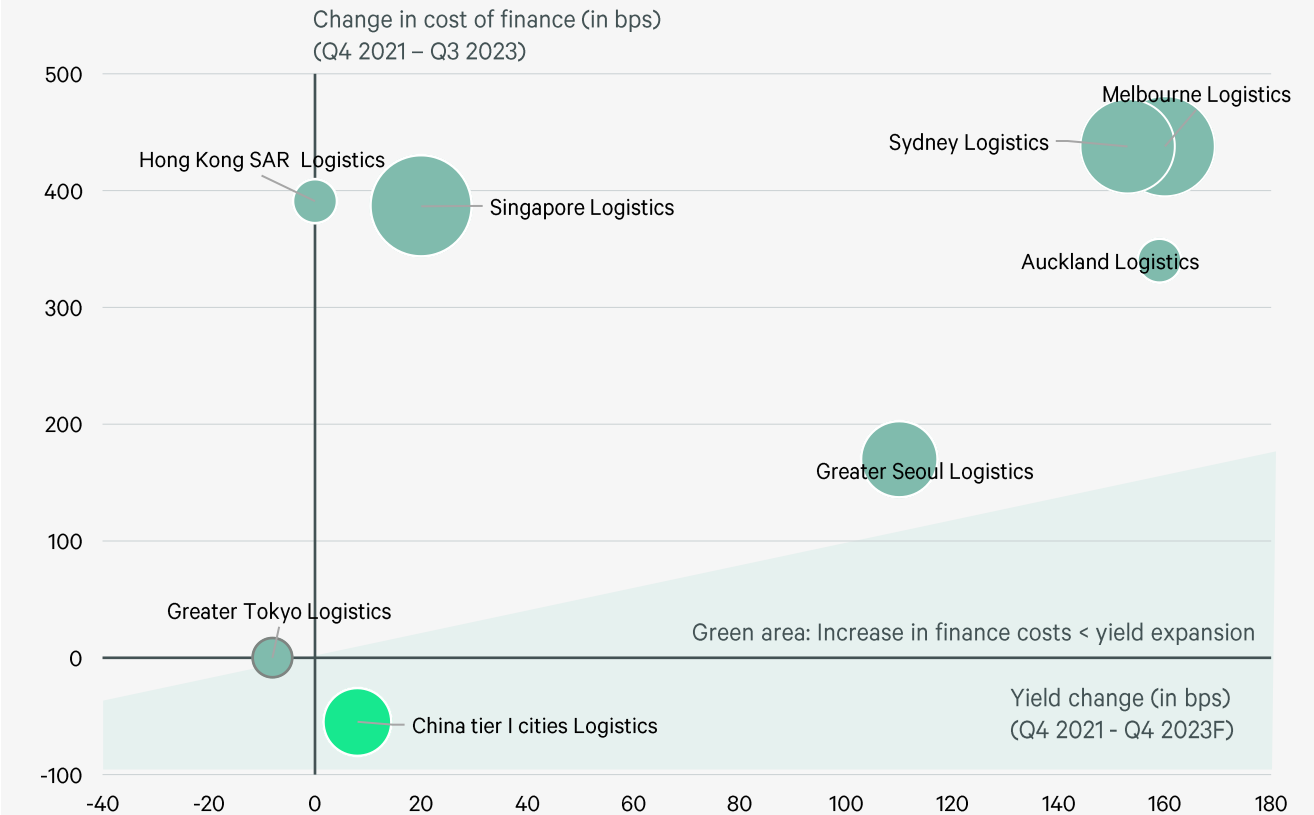 Change in cost of finance (in bps)
(Q4 2021 – Q3 2023)
500
Melbourne Logistics
Sydney Logistics
Hong Kong SAR Logistics
400
Singapore Logistics
Auckland Logistics
300
200
Greater Seoul Logistics
100
Greater Tokyo Logistics
Green area: Increase in finance costs < yield expansion
0
Yield change (in bps)
(Q4 2021 - Q4 2023F)
China tier I cities Logistics
-100
-40 -20 0 20 40 60 80 100 120 140 160 180